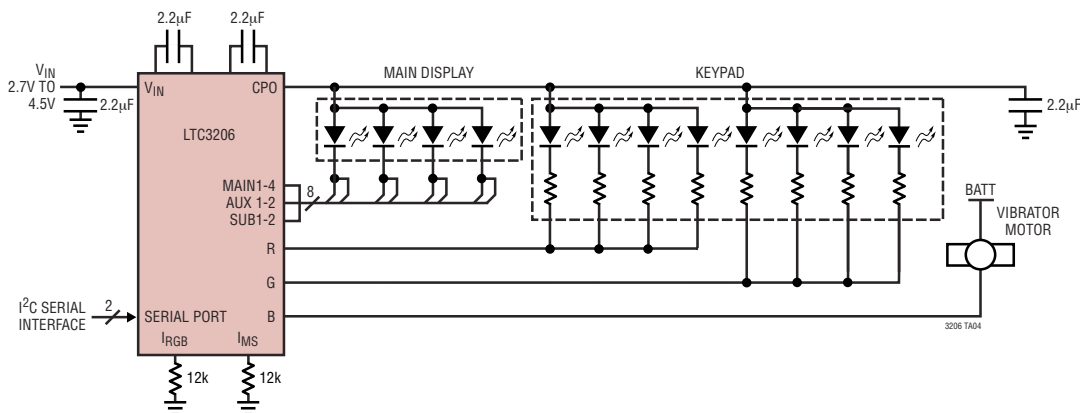 2.2µF
2.2µF
V_IN
2.7V TO
4.5V
2.2µF
V_IN
CPO
LTC3206
MAIN DISPLAY
KEYPAD
2.2µF
MAIN1-4
AUX 1-2
SUB1-2
8
R
G
B
BATT
VIBRATOR
MOTOR
I²C SERIAL
INTERFACE
2
SERIAL PORT
I_RGB
I_MS
12k
12k
3206 TA04